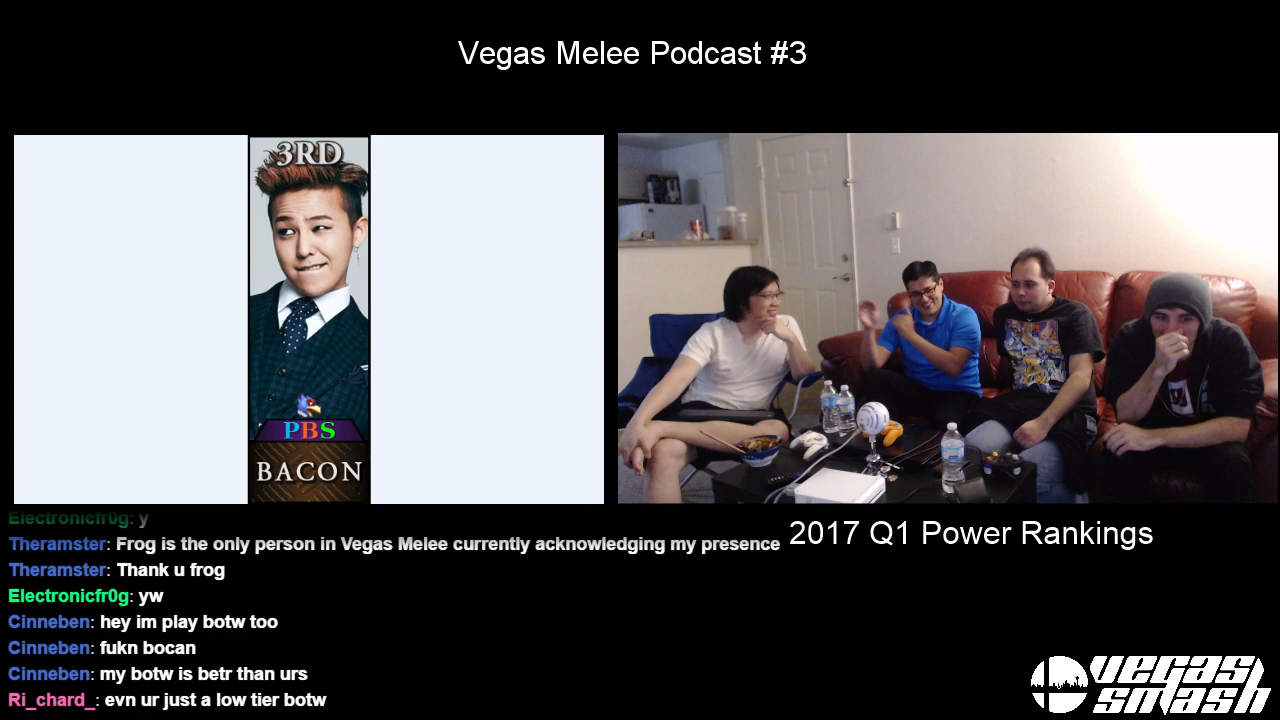 Vegas Melee Podcast #3
3RD
PBS
BACON
Electronicfr0g: y
Theramster: Frog is the only person in Vegas Melee currently acknowledging my presence
Theramster: Thank u frog
Electronicfr0g: yw
Cinneben: hey im play botw too
Cinneben: fukn bocan
Cinneben: my botw is betr than urs
Ri_chard_: evn ur just a low tier botw
2017 Q1 Power Rankings
VEGAS
SMASH